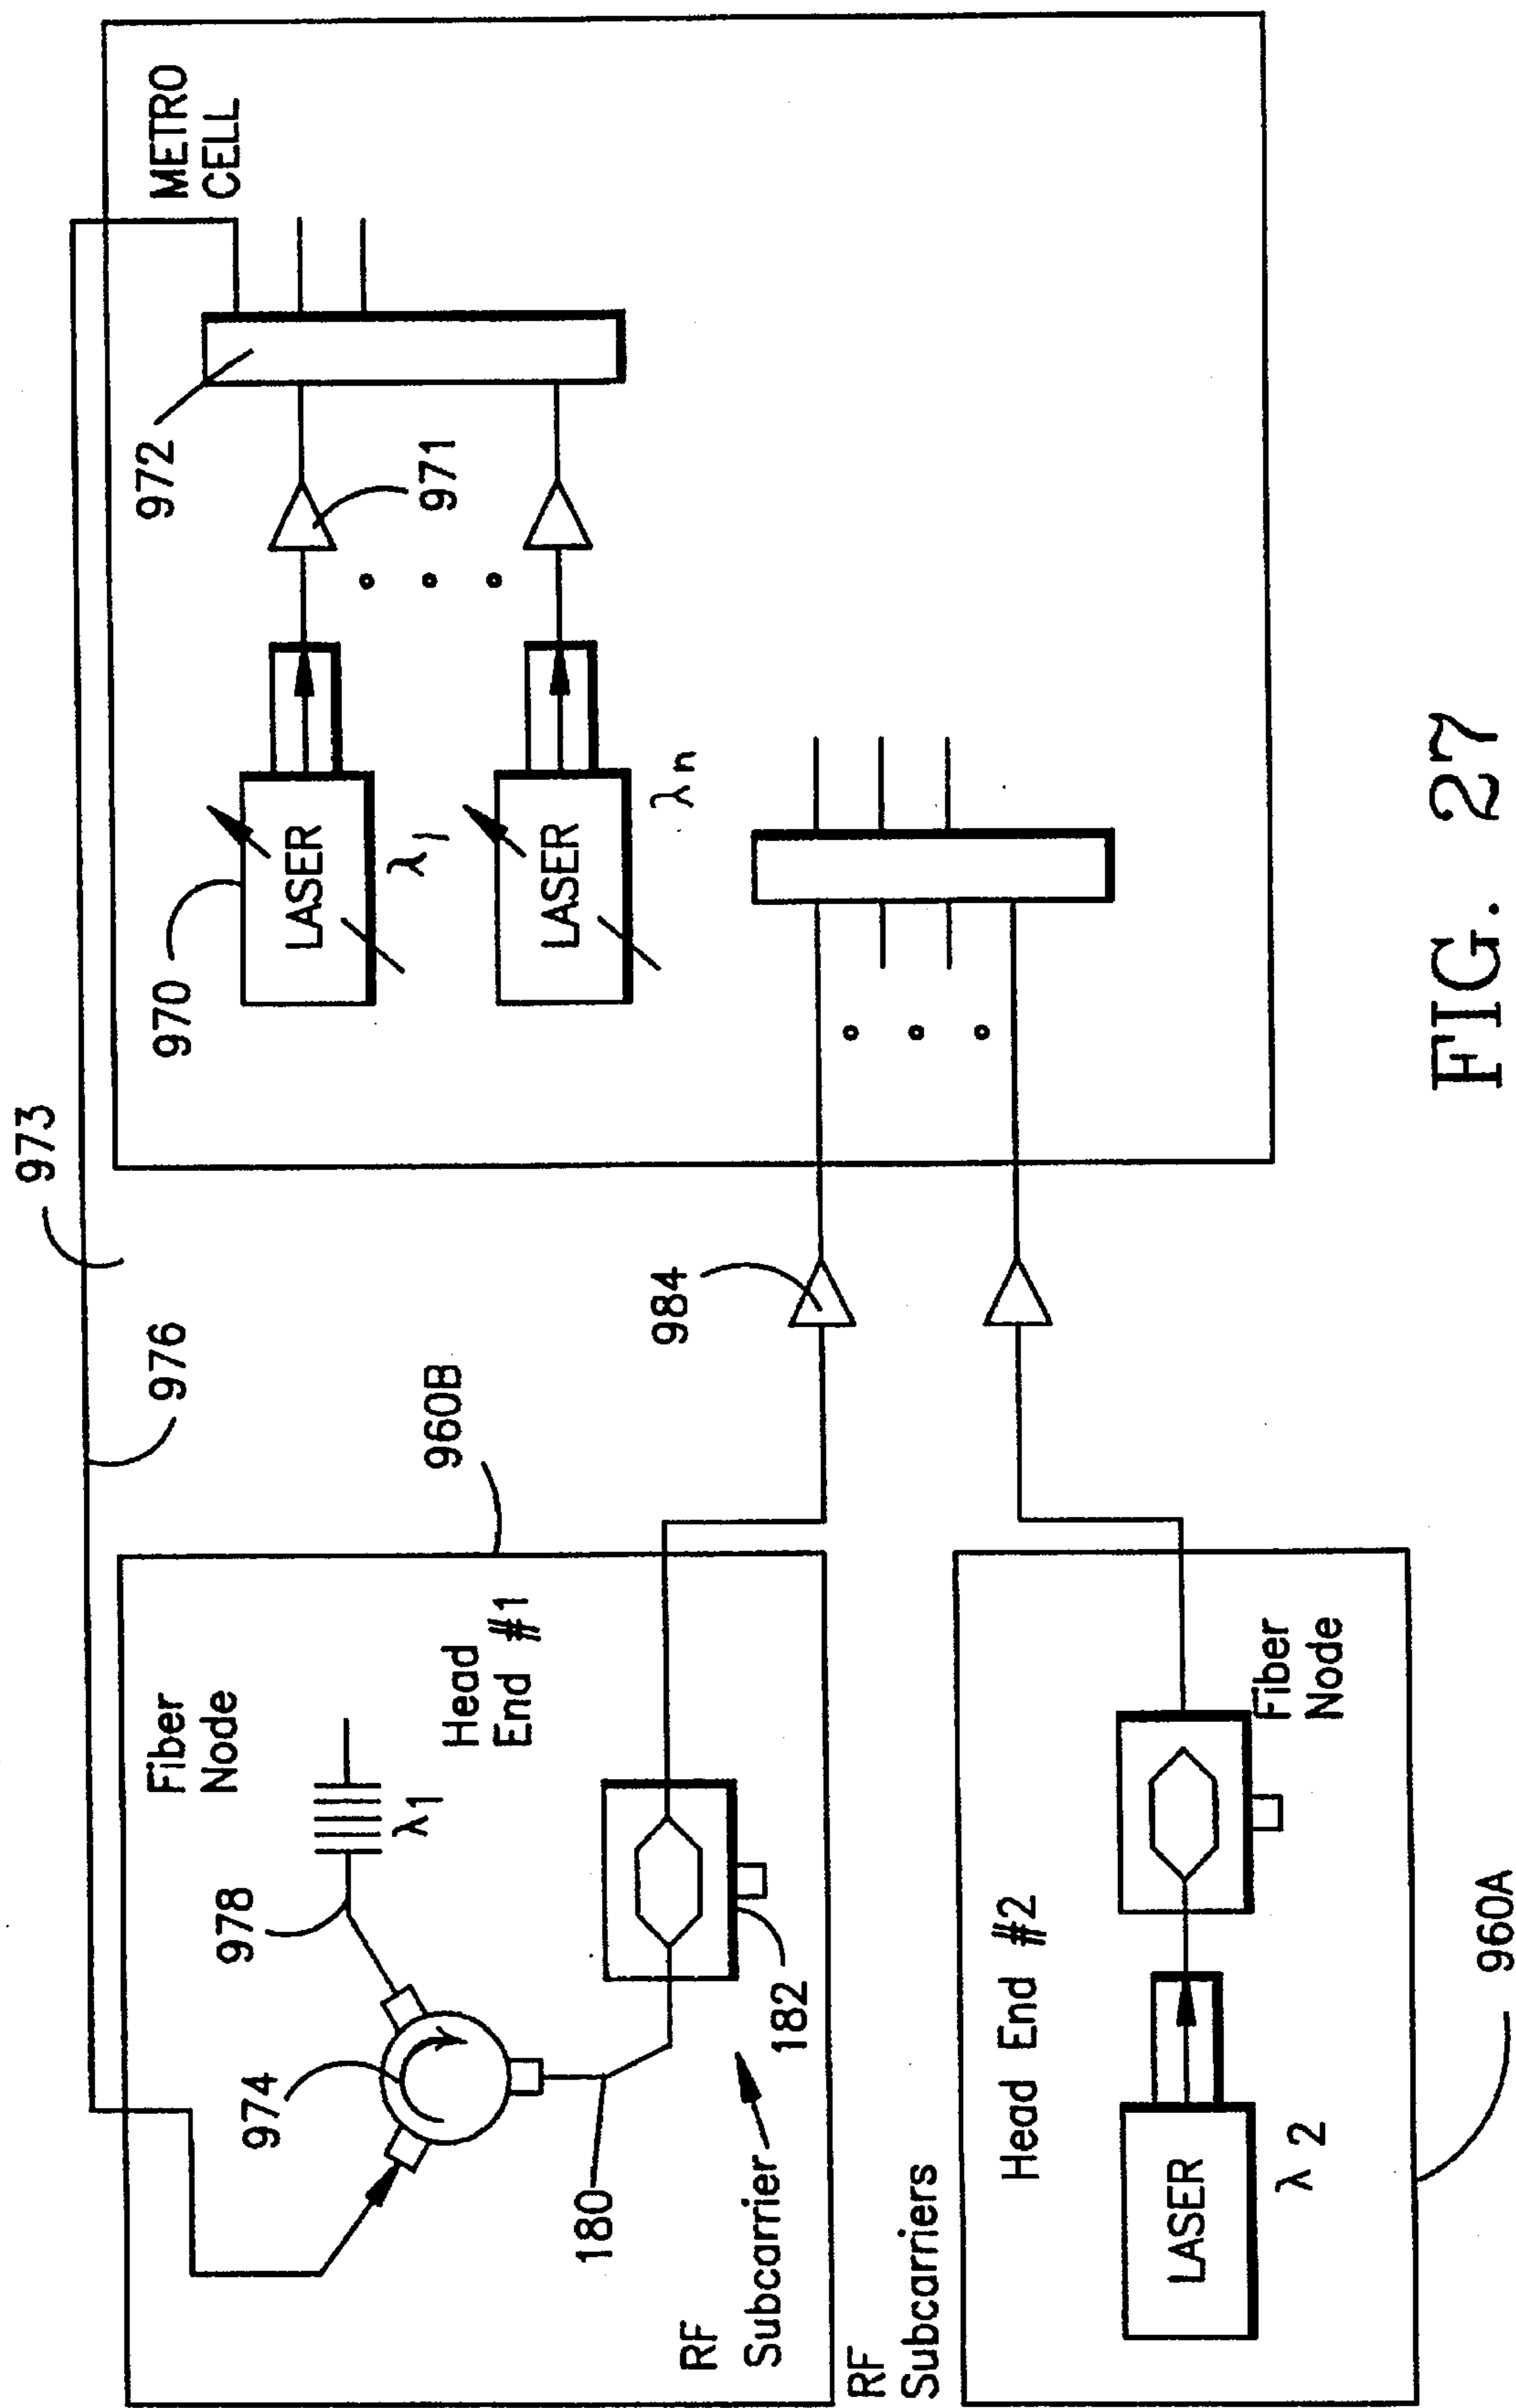 973
976
METRO
CELL
972
971
970
LASER
λ1
LASER
λn
Fiber
Node
960B
978
λ1
Head
End #1
974
984
180
182
RF
Subcarrier
RF
Subcarriers
Head End #2
LASER
λ2
Fiber
Node
960A
FIG. 27